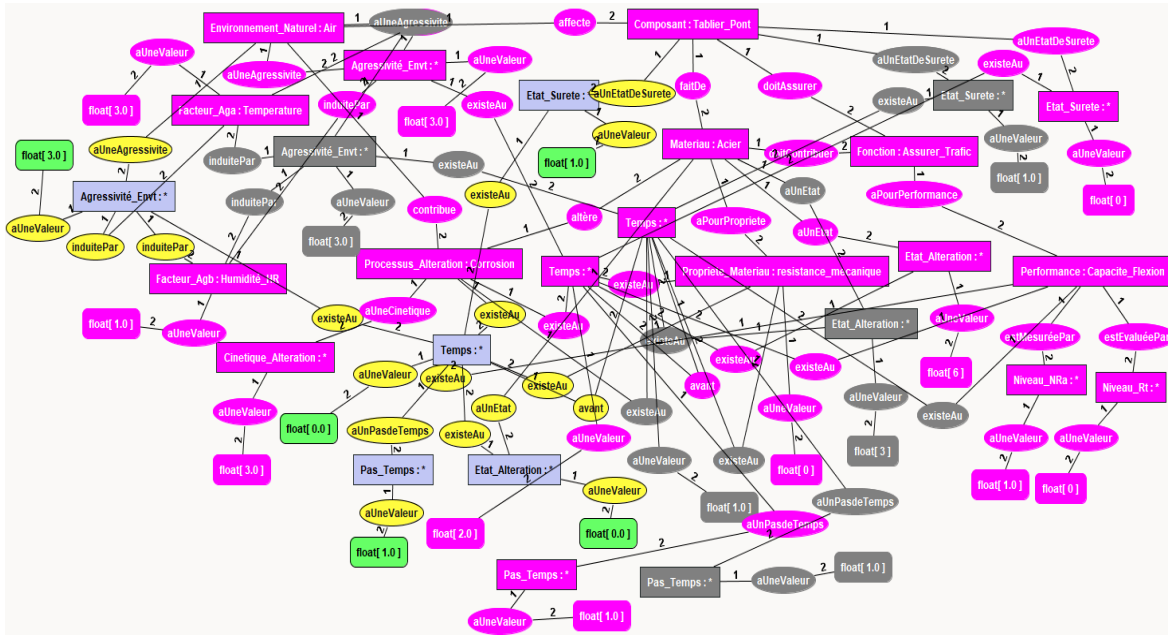 Environnement_Naturel : Air
aUneAgressivite
affecte
Composant : Tablier_Pont
aUnEtatDeSurete
aUnEtatDeSurete
aUneValeur
Agressivité_Envt : *
aUneValeur
aUneAgressivite
existeAu
faitDe
doitAssurer
existeAu
Etat_Surete : *
Etat_Surete : *
Etat_Surete :
aUnEtatDeSurete
float[ 3.0 ]
Facteur_Aga : Temperature
induitePar
float[ 3.0 ]
existeAu
aUneValeur
aUneValeur
Materiau : Acier
aUneAgressivite
float[ 3.0 ]
induitePar
Agressivité_Envt : *
existeAu
float[ 1.0 ]
Fonction : Assurer_Trafic
aUneValeur
float[ 1.0 ]
Agressivité_Envt : *
existeAu
aUnEtat
aPourPerformance
float[ 0 ]
aUneValeur
induitePar
aUneValeur
contribue
altère
Temps : *
aPourPropriete
aUneValeur
induitePar
induitePar
float[ 3.0 ]
aUnEtat
Facteur_Agb : Humidité_HR
Processus_Alteration : Corrosion
Temps : *
existeAu
Propriete_Materiau : resistance_mecanique
Etat_Alteration : *
Performance : Capacite_Flexion
float[ 1.0 ]
aUneValeur
existeAu
aUneCinetique
existeAu
existeAu
existeAu
Etat_Alteration : *
aUneValeur
estMesuréePar
estEvaluéePar
Cinetique_Alteration : *
Temps : *
aUneValeur
existeAu
existeAu
avant
existeAu
existeAu
float[ 6 ]
Niveau_NRa : *
Niveau_Rt : *
aUneValeur
float[ 0.0 ]
aUnEtat
avant
existeAu
aUneValeur
aUneValeur
existeAu
float[ 3.0 ]
aUnPasdeTemps
existeAu
aUneValeur
aUneValeur
existeAu
float[ 3 ]
aUneValeur
aUneValeur
Pas_Temps : *
Etat_Alteration : *
float[ 0 ]
float[ 1.0 ]
float[ 0 ]
aUneValeur
aUneValeur
float[ 1.0 ]
aUnPasdeTemps
float[ 1.0 ]
float[ 2.0 ]
float[ 0.0 ]
aUnPasdeTemps
Pas_Temps : *
Pas_Temps : *
aUneValeur
float[ 1.0 ]
aUneValeur
float[ 1.0 ]